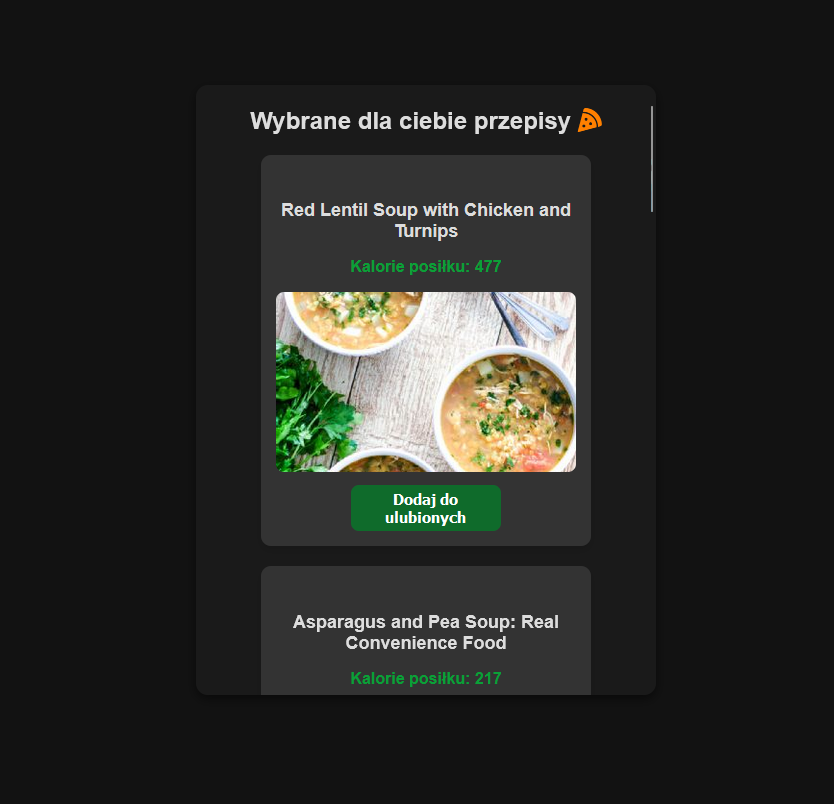 Wybrane dla ciebie przepisy
Red Lentil Soup with Chicken and
Turnips
Kalorie posiłku: 477
Dodaj do
ulubionych
Asparagus and Pea Soup: Real
Convenience Food
Kalorie posiłku: 217